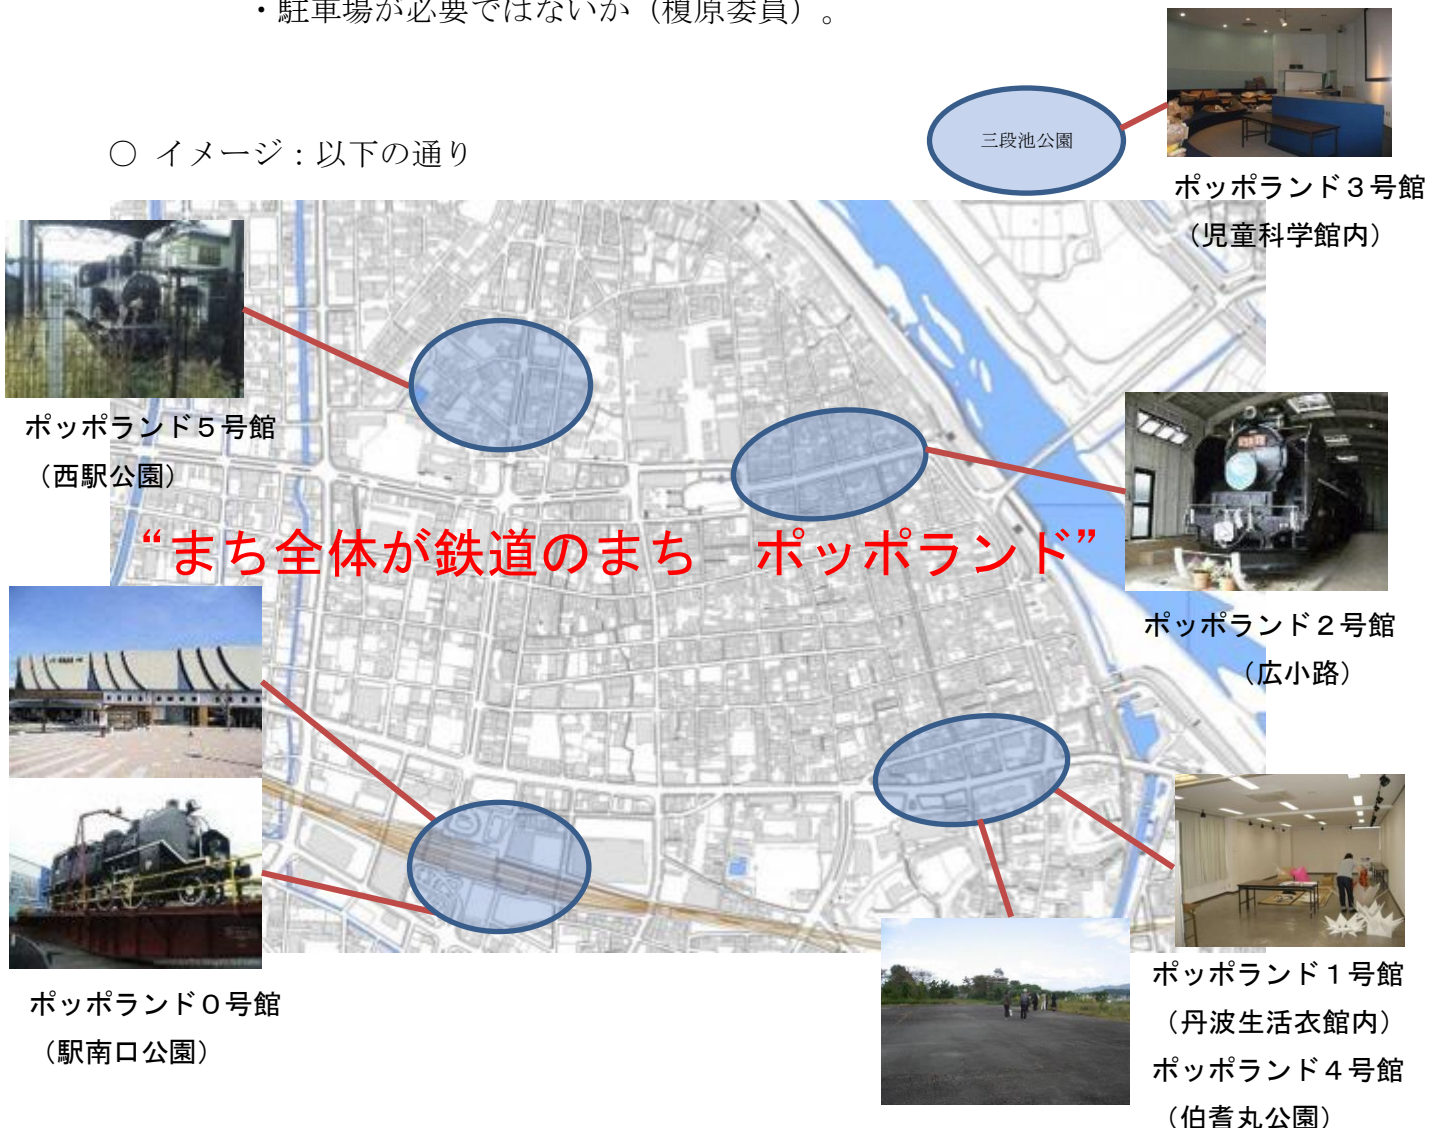 ・駐車場が必要ではないか（榎原委員）。
三段池公園
○ イメージ：以下の通り
ポッポランド３号館
（児童科学館内）
ポッポランド５号館
（西駅公園）
“まち全体が鉄道のまち　ポッポランド”
ポッポランド２号館
（広小路）
ポッポランド０号館
（駅南口公園）
ポッポランド１号館
（丹波生活衣館内）
ポッポランド４号館
（伯耆丸公園）